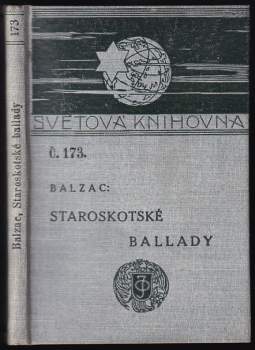 173
Balzac, Staroskotské ballady
SVĚTOVÁ KNIHOVNA
Č. 173.
BALZAC:
STAROSKOTSKÉ
BALLADY